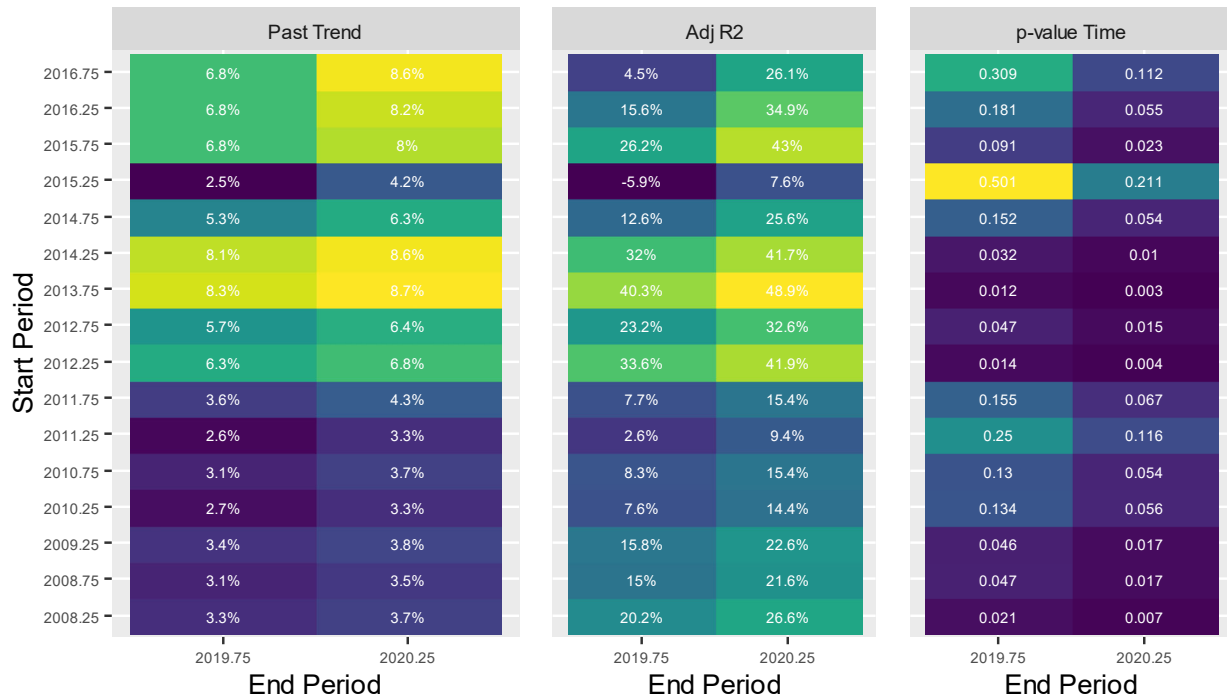 Past Trend Adj R2 p-value Time
2016.75 6.8% 8.6% 4.5% 26.1% 0.309 0.112
2016.25 6.8% 8.2% 15.6% 34.9% 0.181 0.055
2015.75 6.8% 8% 26.2% 43% 0.091 0.023
2015.25 2.5% 4.2% -5.9% 7.6% 0.501 0.211
2014.75 5.3% 6.3% 12.6% 25.6% 0.152 0.054
2014.25 8.1% 8.6% 32% 41.7% 0.032 0.01
2013.75 8.3% 8.7% 40.3% 48.9% 0.012 0.003
2012.75 5.7% 6.4% 23.2% 32.6% 0.047 0.015
2012.25 6.3% 6.8% 33.6% 41.9% 0.014 0.004
2011.75 3.6% 4.3% 7.7% 15.4% 0.155 0.067
2011.25 2.6% 3.3% 2.6% 9.4% 0.25 0.116
2010.75 3.1% 3.7% 8.3% 15.4% 0.13 0.054
2010.25 2.7% 3.3% 7.6% 14.4% 0.134 0.056
2009.25 3.4% 3.8% 15.8% 22.6% 0.046 0.017
2008.75 3.1% 3.5% 15% 21.6% 0.047 0.017
2008.25 3.3% 3.7% 20.2% 26.6% 0.021 0.007
Start Period
2019.75 2020.25 2019.75 2020.25 2019.75 2020.25
End Period End Period End Period